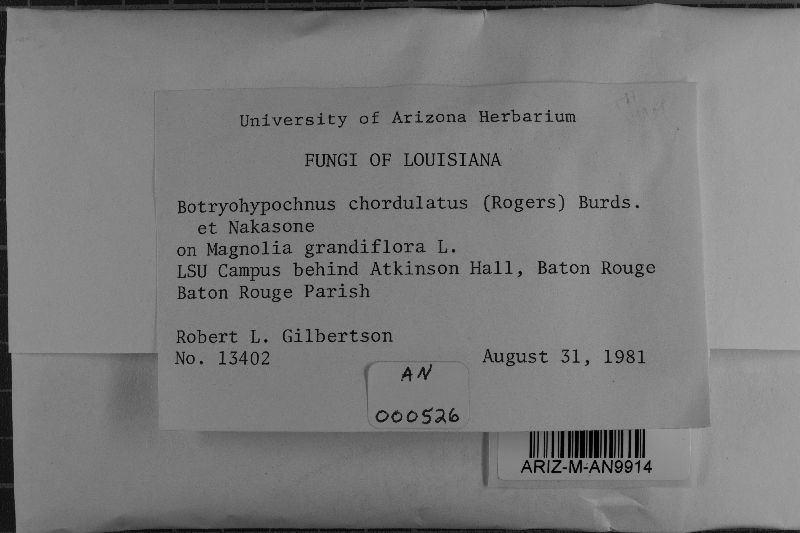 University of Arizona Herbarium
FUNGI OF LOUISIANA
Botryohypochnus chordulatus (Rogers) Burds.
et Nakasone
on Magnolia grandiflora L.
LSU Campus behind Atkinson Hall, Baton Rouge
Baton Rouge Parish
Robert L. Gilbertson
No. 13402 August 31, 1981
AN
000526
ARIZ-M-AN9914